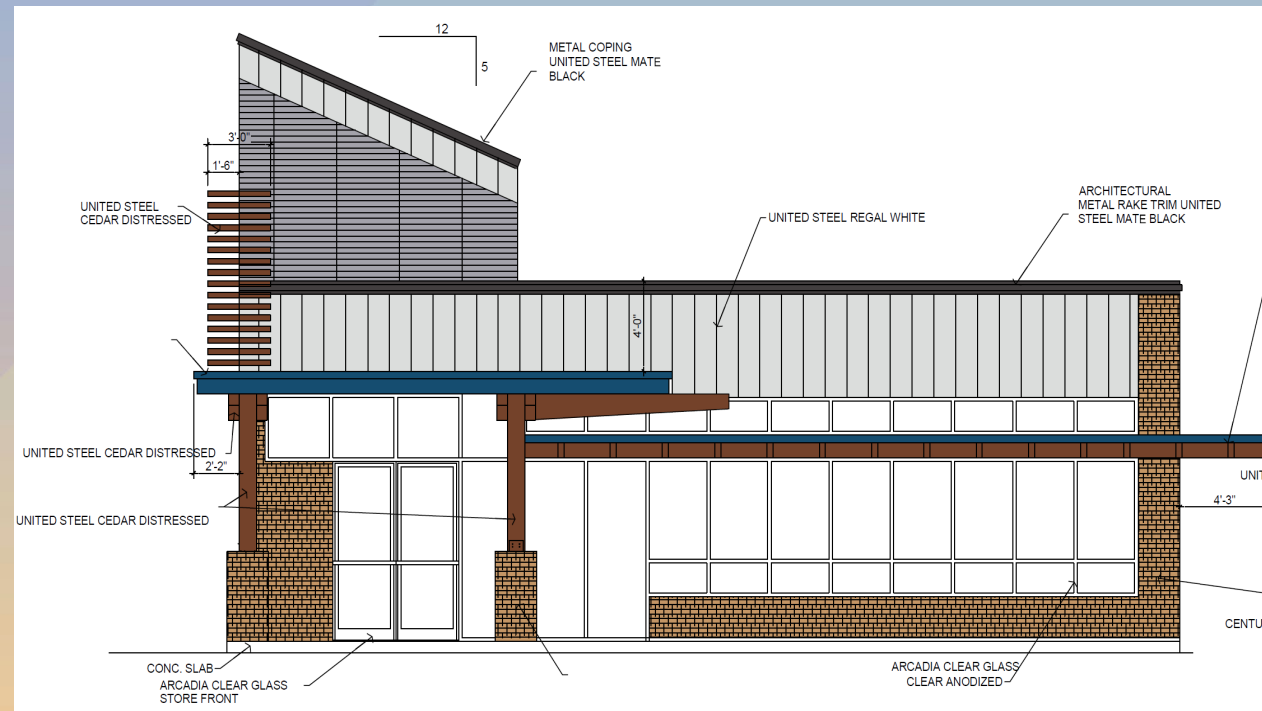 12
5
METAL COPING
UNITED STEEL MATE
BLACK
3'-0"
1'-6"
UNITED STEEL
CEDAR DISTRESSED
UNITED STEEL REGAL WHITE
ARCHITECTURAL
METAL RAKE TRIM UNITED
STEEL MATE BLACK
4'-0"
UNITED STEEL CEDAR DISTRESSED
2'-2"
UNIT
4'-3"
UNITED STEEL CEDAR DISTRESSED
CENTU
CONC. SLAB
ARCADIA CLEAR GLASS
STORE FRONT
ARCADIA CLEAR GLASS
CLEAR ANODIZED